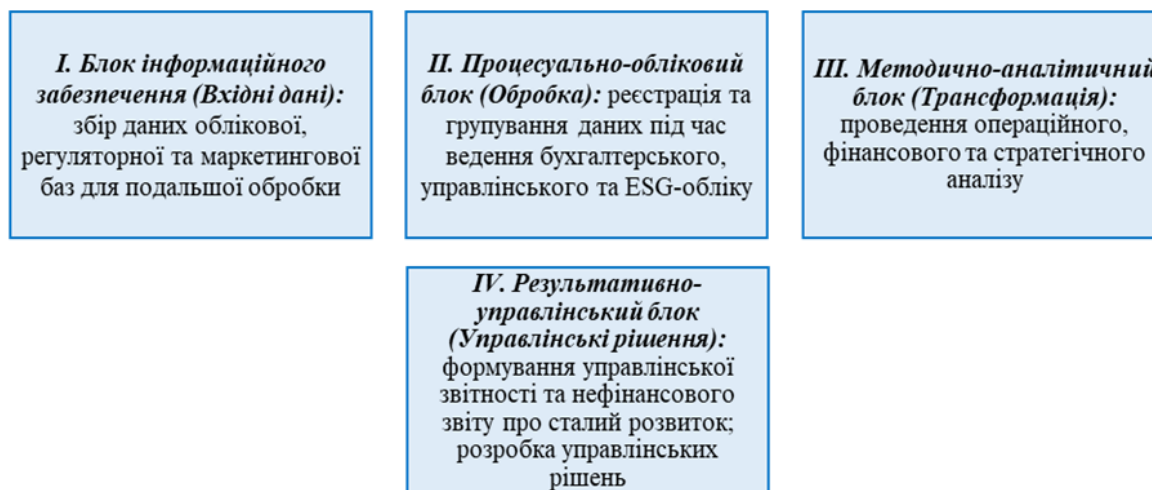 І. Блок інформаційного
забезпечення (Вхідні дані):
збір даних облікової,
регуляторної та маркетингової
баз для подальшої обробки
ІІ. Процесуально-обліковий
блок (Обробка): реєстрація та
групування даних під час
ведення бухгалтерського,
управлінського та ESG-обліку
ІІІ. Методично-аналітичний
блок (Трансформація):
проведення операційного,
фінансового та стратегічного
аналізу
IV. Результативно-
управлінський блок
(Управлінські рішення):
формування управлінської
звітності та нефінансового
звіту про сталий розвиток;
розробка управлінських
рішень